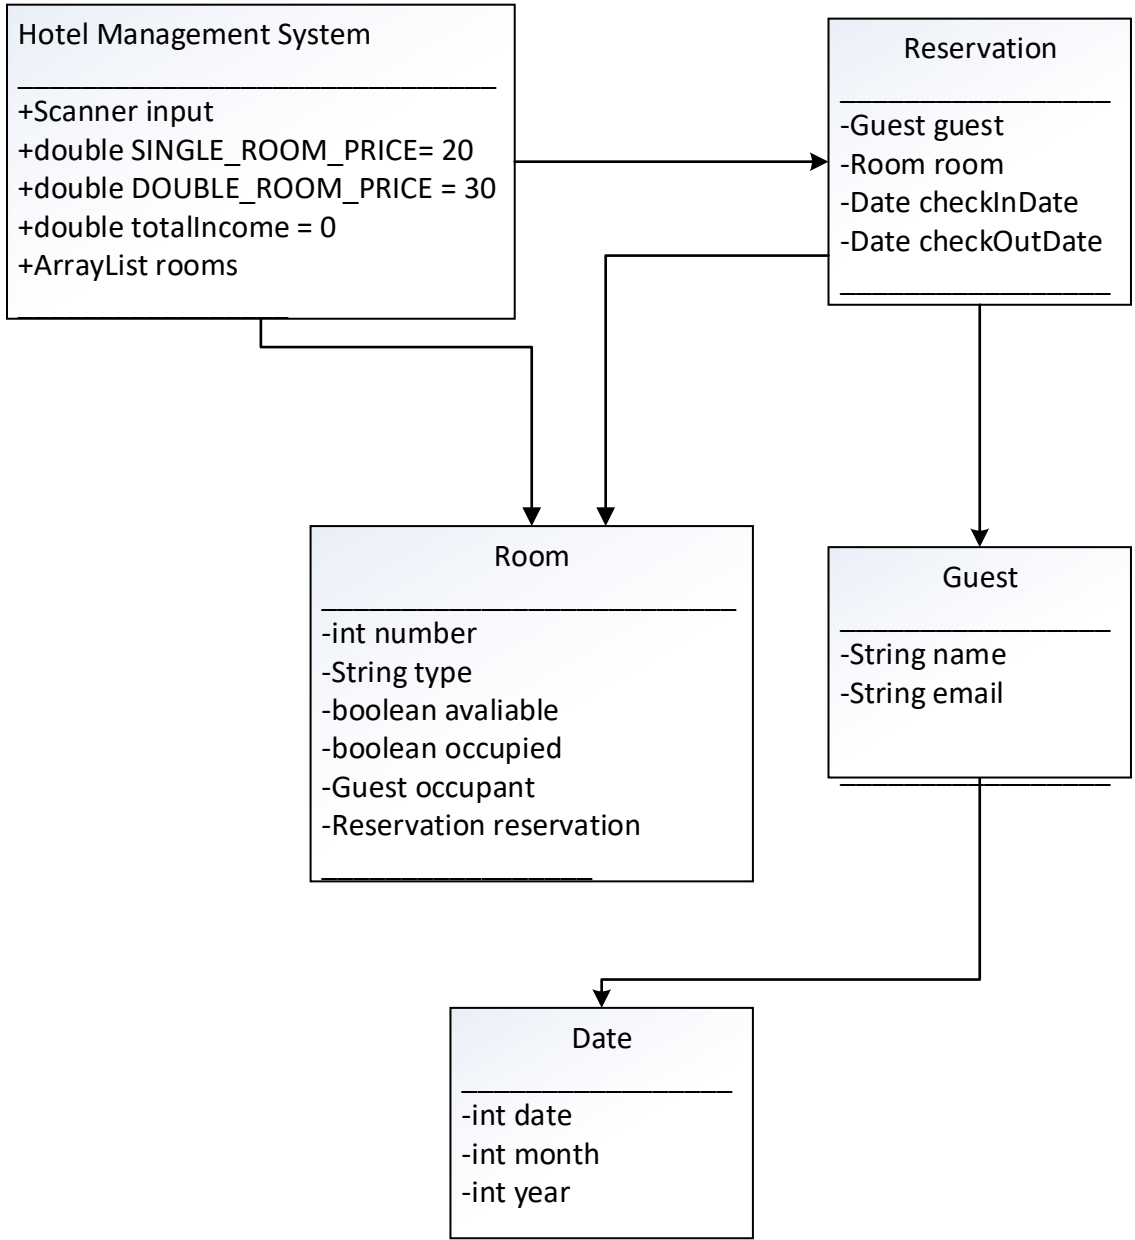 Hotel Management System
+Scanner input
+double SINGLE_ROOM_PRICE= 20
+double DOUBLE_ROOM_PRICE = 30
+double totalIncome = 0
+ArrayList rooms
Reservation
-Guest guest
-Room room
-Date checkInDate
-Date checkOutDate
Room
-int number
-String type
-boolean avaliable
-boolean occupied
-Guest occupant
-Reservation reservation
Guest
-String name
-String email
Date
-int date
-int month
-int year